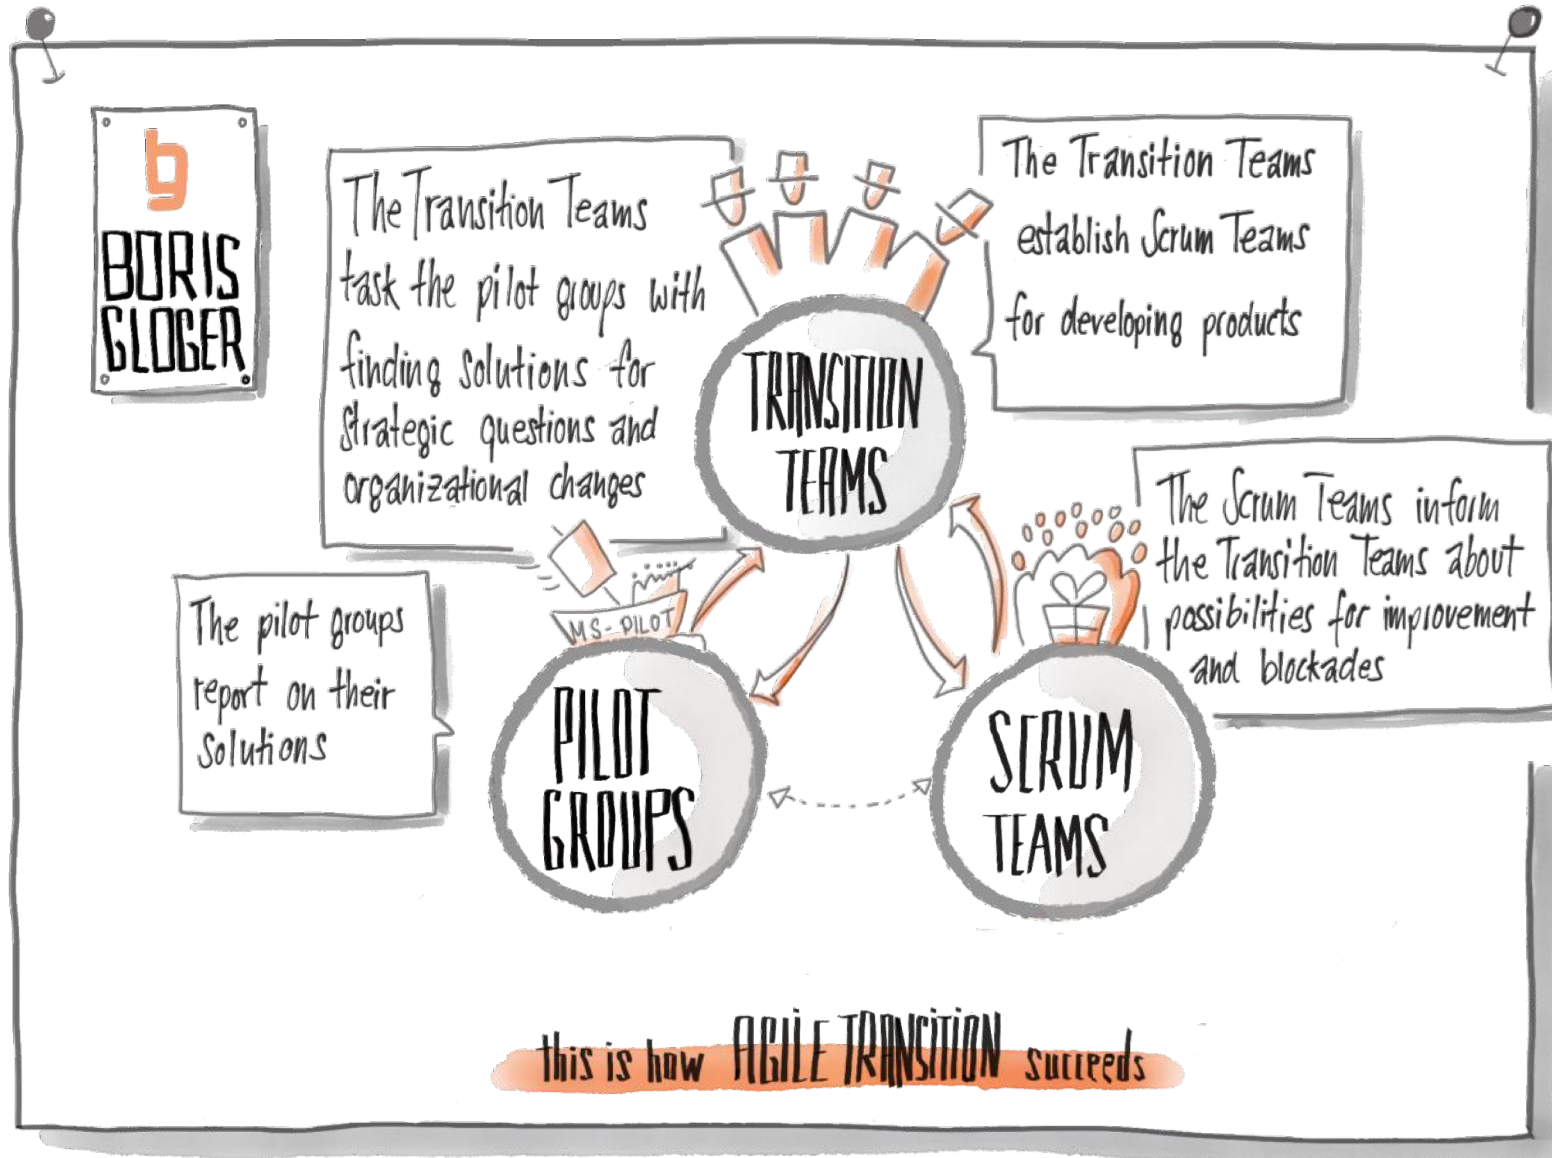 bg
BORIS
GLOGER
The Transition Teams
task the pilot groups with
finding solutions for
strategic questions and
organizational changes
The Transition Teams
establish Scrum Teams
for developing products
TRANSITION
TEAMS
The Scrum Teams inform
the Transition Teams about
possibilities for improvement
and blockades
The pilot groups
report on their
solutions
MS-PILOT
PILOT
GROUPS
SCRUM
TEAMS
this is how AGILE TRANSITION succeeds